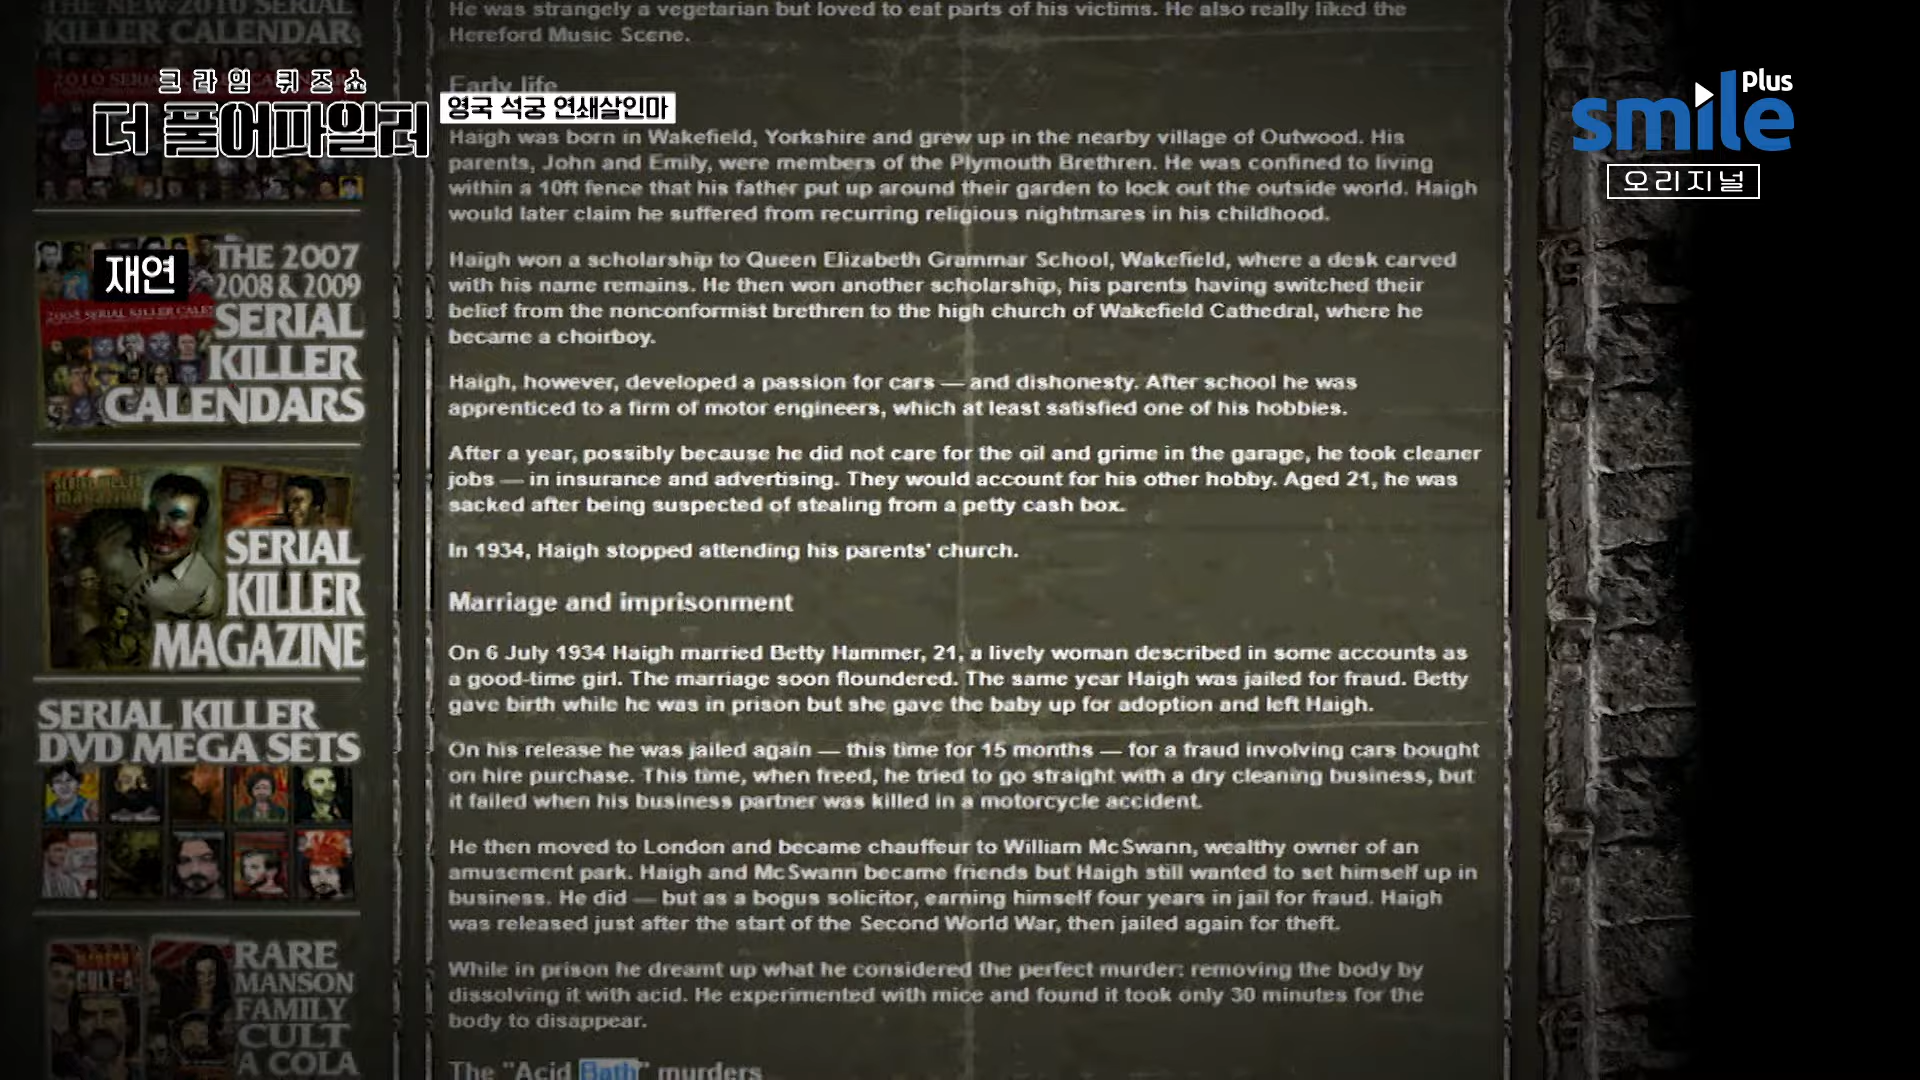 THE NEW 2010 SERIAL
KILLER CALENDAR
크라임 퀴즈쇼
더 풀어파일러
영국 석궁 연쇄살인마
재연
smile Plus
오리지널
THE 2007
2008 & 2009
SERIAL
KILLER
CALENDARS
SERIAL
KILLER
MAGAZINE
SERIAL KILLER
DVD MEGA SETS
RARE
MANSON
FAMILY
CULT
A COLA
He was strangely a vegetarian but loved to eat parts of his victims. He also really liked the
Hereford Music Scene.
Early life
Haigh was born in Wakefield, Yorkshire and grew up in the nearby village of Outwood. His
parents, John and Emily, were members of the Plymouth Brethren. He was confined to living
within a 10ft fence that his father put up around their garden to lock out the outside world. Haigh
would later claim he suffered from recurring religious nightmares in his childhood.
Haigh won a scholarship to Queen Elizabeth Grammar School, Wakefield, where a desk carved
with his name remains. He then won another scholarship, his parents having switched their
belief from the nonconformist brethren to the high church of Wakefield Cathedral, where he
became a choirboy.
Haigh, however, developed a passion for cars — and dishonesty. After school he was
apprenticed to a firm of motor engineers, which at least satisfied one of his hobbies.
After a year, possibly because he did not care for the oil and grime in the garage, he took cleaner
jobs — in insurance and advertising. They would account for his other hobby. Aged 21, he was
sacked after being suspected of stealing from a petty cash box.
In 1934, Haigh stopped attending his parents' church.
Marriage and imprisonment
On 6 July 1934 Haigh married Betty Hammer, 21, a lively woman described in some accounts as
a good-time girl. The marriage soon floundered. The same year Haigh was jailed for fraud. Betty
gave birth while he was in prison but she gave the baby up for adoption and left Haigh.
On his release he was jailed again — this time for 15 months — for a fraud involving cars bought
on hire purchase. This time, when freed, he tried to go straight with a dry cleaning business, but
it failed when his business partner was killed in a motorcycle accident.
He then moved to London and became chauffeur to William McSwann, wealthy owner of an
amusement park. Haigh and McSwann became friends but Haigh still wanted to set himself up in
business. He did — but as a bogus solicitor, earning himself four years in jail for fraud. Haigh
was released just after the start of the Second World War, then jailed again for theft.
While in prison he dreamt up what he considered the perfect murder: removing the body by
dissolving it with acid. He experimented with mice and found it took only 30 minutes for the
body to disappear.
The "Acid Bath" murders